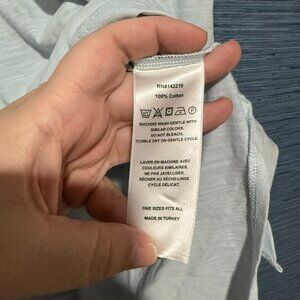 RN#142210
100% Cotton
MACHINE WASH GENTLE WITH
SIMILAR COLORS.
DO NOT BLEACH.
TUMBLE DRY ON GENTLE CYCLE.
LAVER EN MACHINE AVEC
COULEURS SIMILAIRES,
NE PAS JAVELLISER.
SÉCHER AU SÈCHE-LINGE
CYCLE DÉLICAT.
ONE SIZES FITS ALL
MADE IN TURKEY